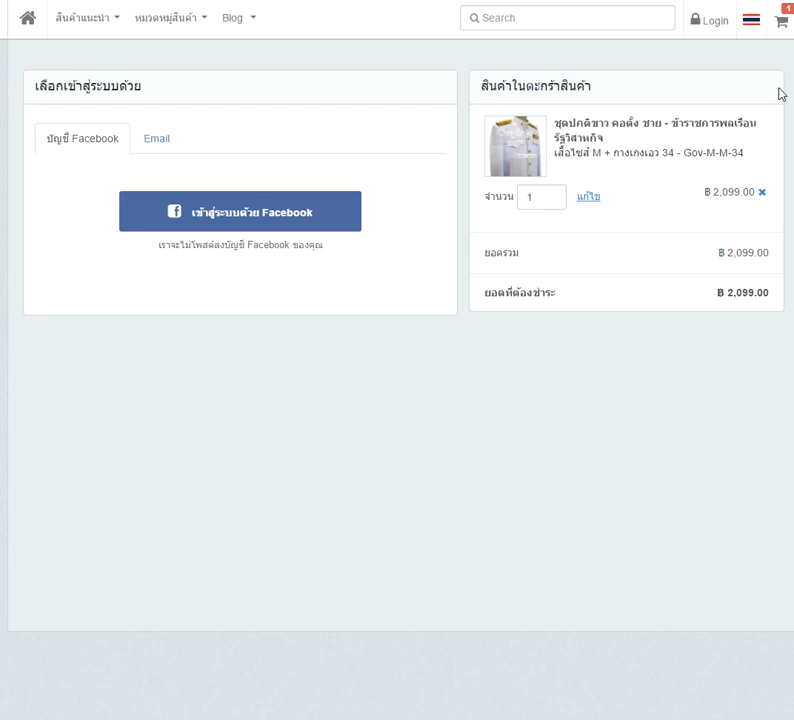 สินค้าแนะนำ
หมวดหมู่สินค้า
Blog
Search
Login
1
เลือกเข้าสู่ระบบด้วย
บัญชี Facebook
Email
เข้าสู่ระบบด้วย Facebook
เราจะไม่โพสต์ลงบัญชี Facebook ของคุณ
สินค้าในตะกร้าสินค้า
ชุดปกติขาว คอตั้ง ชาย - ข้าราชการพลเรือน
รัฐวิสาหกิจ
เสื้อไซส์ M + กางเกงเอว 34 - Gov-M-M-34
จำนวน 1 แก้ไข ฿ 2,099.00
ยอดรวม ฿ 2,099.00
ยอดที่ต้องชำระ ฿ 2,099.00